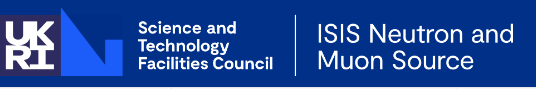 UK
RI
Science and
Technology
Facilities Council
ISIS Neutron and
Muon Source